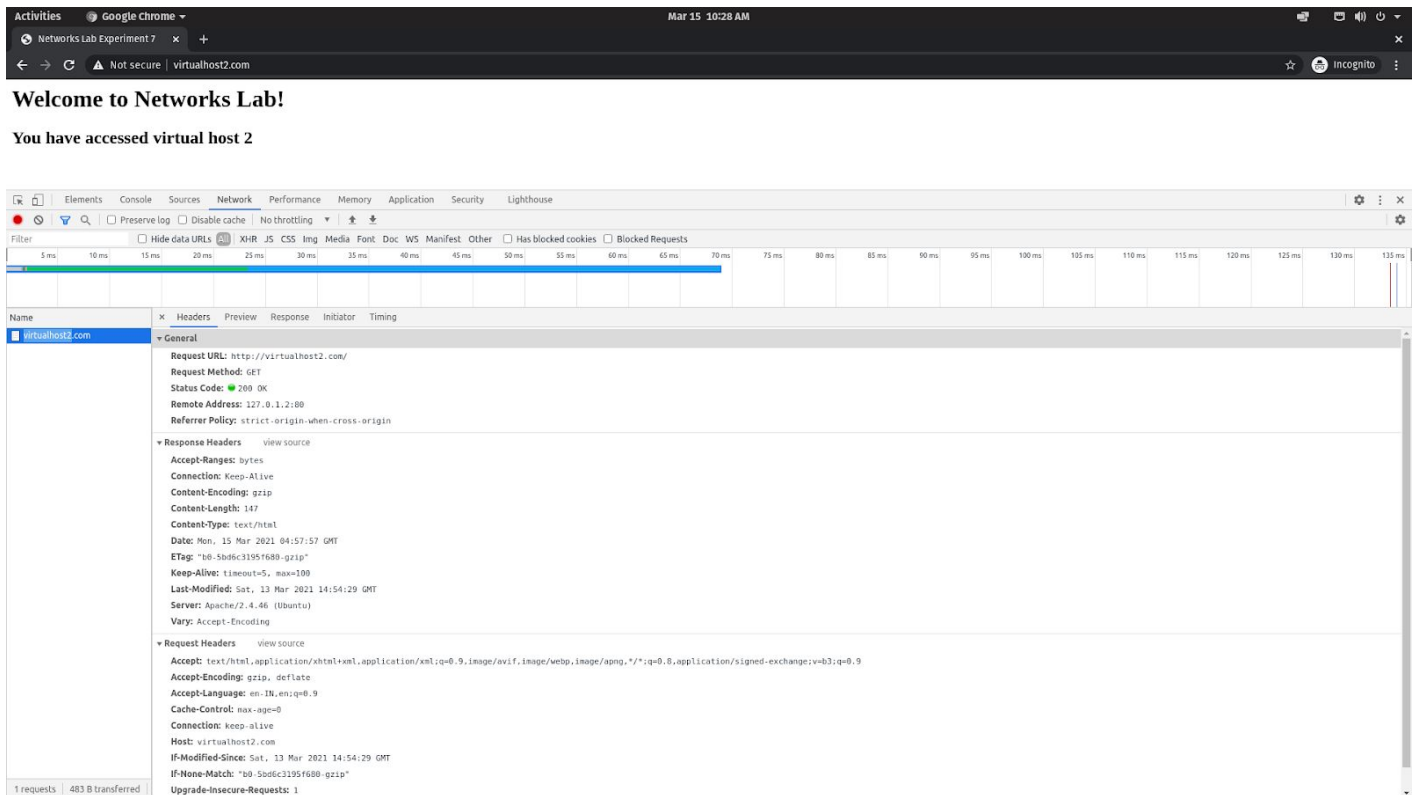 Activities Google Chrome Mar 15 10:28 AM
Networks Lab Experiment 7 × +
Not secure | virtualhost2.com Incognito
Welcome to Networks Lab!
You have accessed virtual host 2
Elements Console Sources Network Performance Memory Application Security Lighthouse
Preserve log Disable cache No throttling
Filter Hide data URLs All XHR JS CSS Img Media Font Doc WS Manifest Other Has blocked cookies Blocked Requests
5 ms 10 ms 15 ms 20 ms 25 ms 30 ms 35 ms 40 ms 45 ms 50 ms 55 ms 60 ms 65 ms 70 ms 75 ms 80 ms 85 ms 90 ms 95 ms 100 ms 105 ms 110 ms 115 ms 120 ms 125 ms 130 ms 135 ms
Name × Headers Preview Response Initiator Timing
virtualhost2.com
General
Request URL: http://virtualhost2.com/
Request Method: GET
Status Code: 200 OK
Remote Address: 127.0.1.2:80
Referrer Policy: strict-origin-when-cross-origin
Response Headers view source
Accept-Ranges: bytes
Connection: Keep-Alive
Content-Encoding: gzip
Content-Length: 147
Content-Type: text/html
Date: Mon, 15 Mar 2021 04:57:57 GMT
ETag: "b0-5bd6c3195f680-gzip"
Keep-Alive: timeout=5, max=100
Last-Modified: Sat, 13 Mar 2021 14:54:29 GMT
Server: Apache/2.4.46 (Ubuntu)
Vary: Accept-Encoding
Request Headers view source
Accept: text/html,application/xhtml+xml,application/xml;q=0.9,image/avif,image/webp,image/apng,*/*;q=0.8,application/signed-exchange;v=b3;q=0.9
Accept-Encoding: gzip, deflate
Accept-Language: en-IN,en;q=0.9
Cache-Control: max-age=0
Connection: keep-alive
Host: virtualhost2.com
If-Modified-Since: Sat, 13 Mar 2021 14:54:29 GMT
If-None-Match: "b0-5bd6c3195f680-gzip"
Upgrade-Insecure-Requests: 1
1 requests 483 B transferred